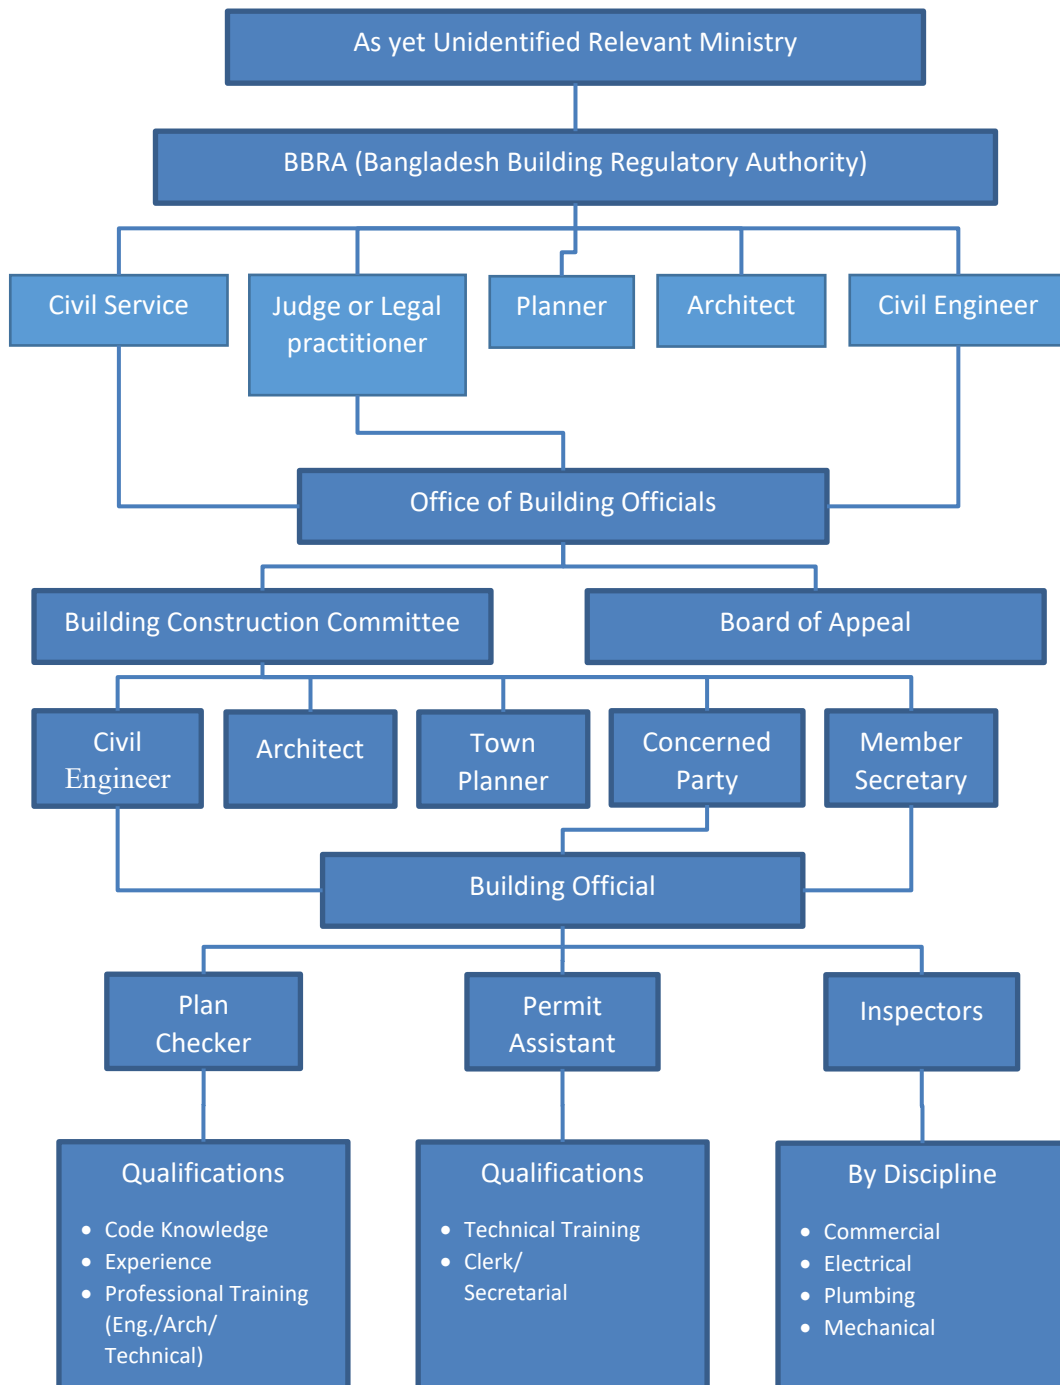 As yet Unidentified Relevant Ministry
BBRA (Bangladesh Building Regulatory Authority)
Civil Service
Judge or Legal
practitioner
Planner
Architect
Civil Engineer
Office of Building Officials
Building Construction Committee
Board of Appeal
Civil
Engineer
Architect
Town
Planner
Concerned
Party
Member
Secretary
Building Official
Plan
Checker
Permit
Assistant
Inspectors
Qualifications
• Code Knowledge
• Experience
• Professional Training
(Eng./Arch/
Technical)
Qualifications
• Technical Training
• Clerk/
Secretarial
By Discipline
• Commercial
• Electrical
• Plumbing
• Mechanical